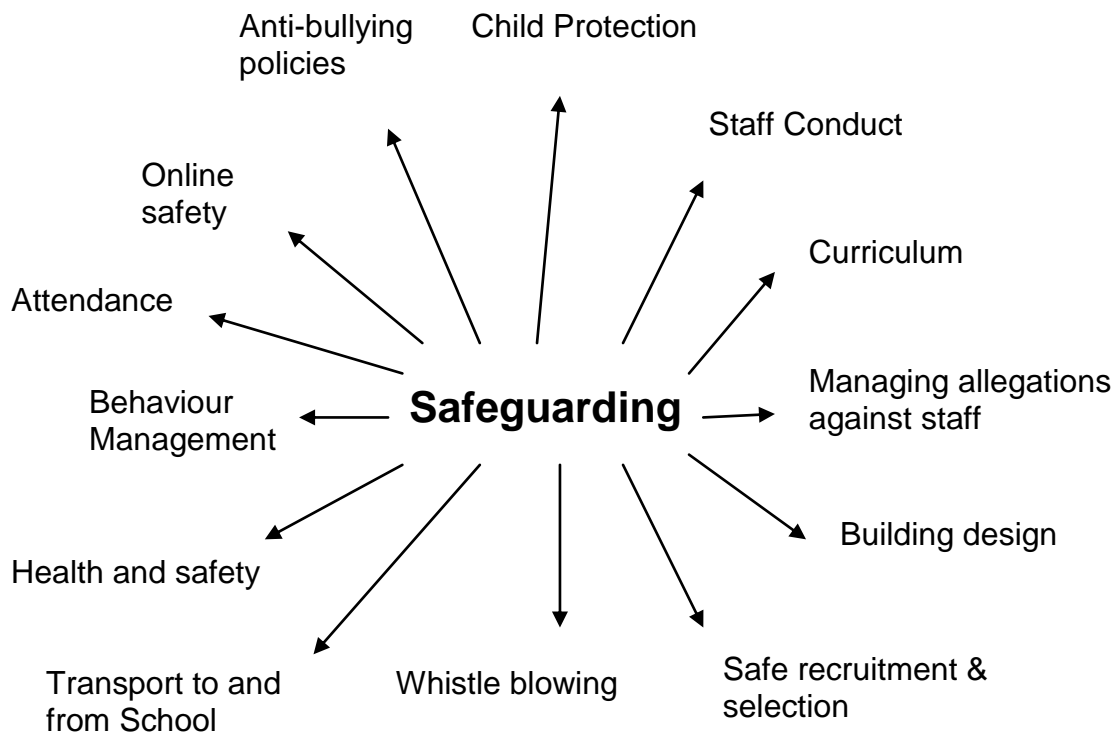 Anti-bullying
policies
Child Protection
Staff Conduct
Online
safety
Curriculum
Attendance
Managing allegations
against staff
Behaviour
Management
Safeguarding
Building design
Health and safety
Transport to and
from School
Whistle blowing
Safe recruitment &
selection